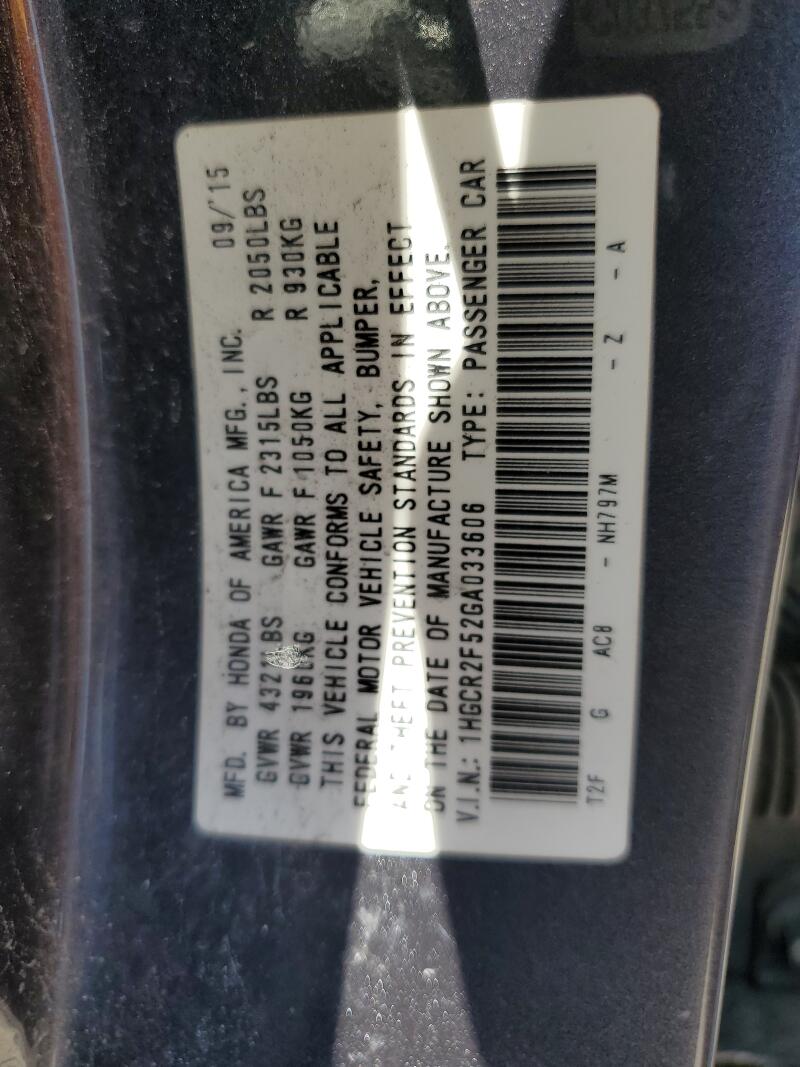 MFD. BY HONDA OF AMERICA MFG., INC. 09/'15
GVWR GAWR F 2315LBS R 2050LBS
GVWR GAWR F 1050KG R 930KG
THIS VEHICLE CONFORMS TO ALL APPLICABLE
FEDERAL MOTOR VEHICLE SAFETY, BUMPER,
AND THEFT PREVENTION STANDARDS IN EFFECT
ON THE DATE OF MANUFACTURE SHOWN ABOVE.
V.I.N.: 1HGCR2F52GA033606 TYPE: PASSENGER CAR
T2F G AC8 - NH797M - Z - A